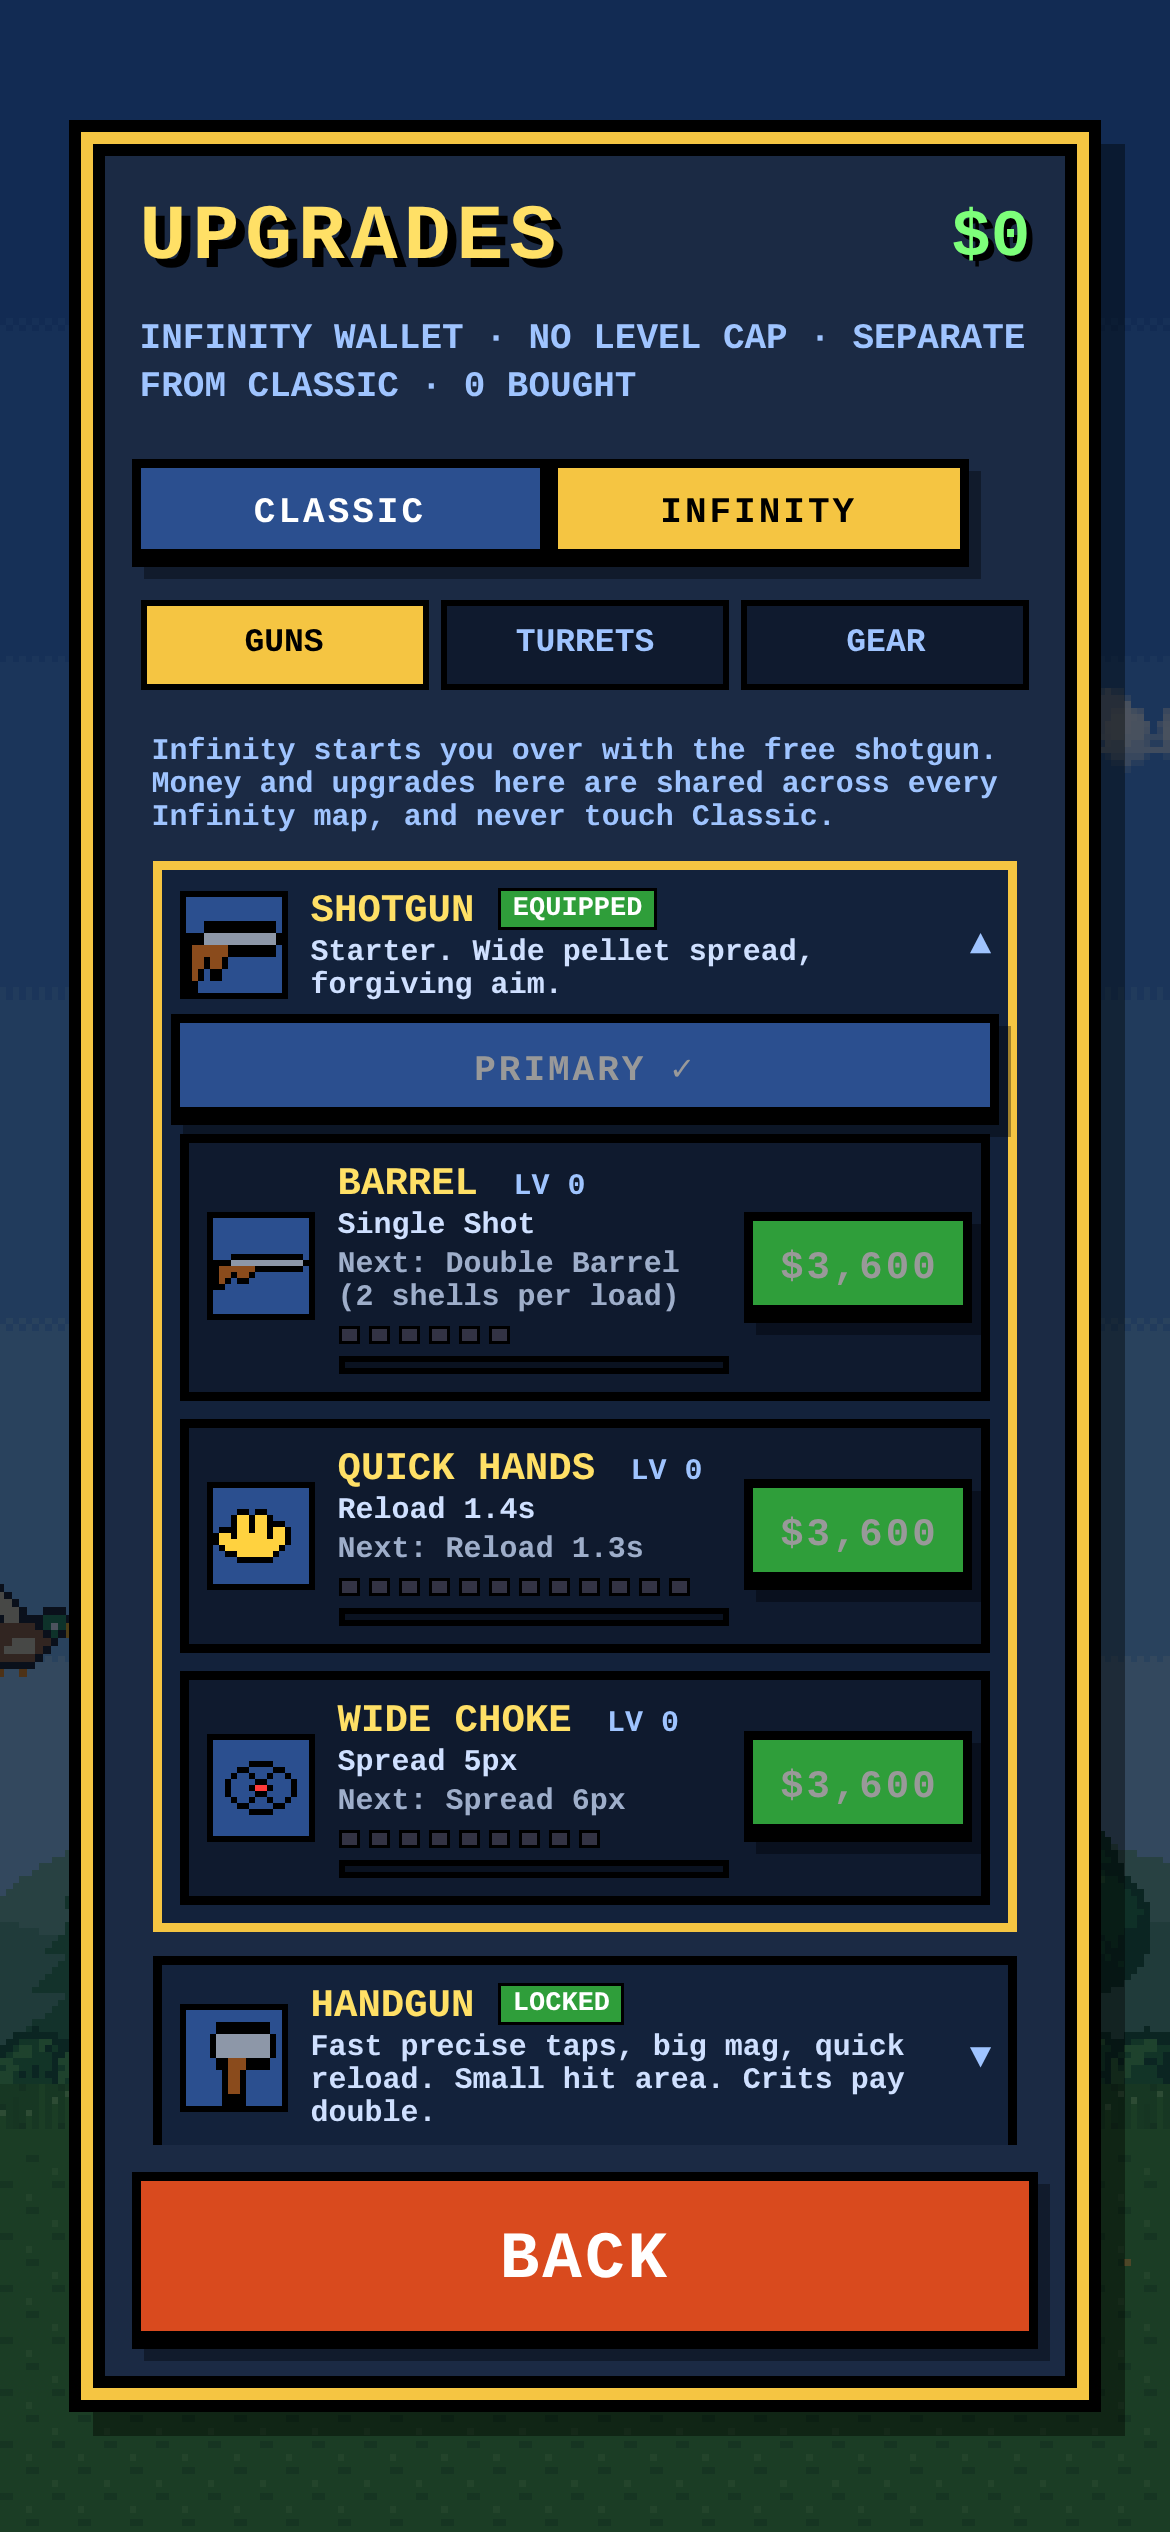 UPGRADES
$0
INFINITY WALLET · NO LEVEL CAP · SEPARATE
FROM CLASSIC · 0 BOUGHT
CLASSIC
INFINITY
GUNS
TURRETS
GEAR
Infinity starts you over with the free shotgun.
Money and upgrades here are shared across every
Infinity map, and never touch Classic.
SHOTGUN
EQUIPPED
▲
Starter. Wide pellet spread,
forgiving aim.
PRIMARY ✓
BARREL LV 0
Single Shot
Next: Double Barrel
(2 shells per load)
$3,600
QUICK HANDS LV 0
Reload 1.4s
Next: Reload 1.3s
$3,600
WIDE CHOKE LV 0
Spread 5px
Next: Spread 6px
$3,600
HANDGUN
LOCKED
▼
Fast precise taps, big mag, quick
reload. Small hit area. Crits pay
double.
BACK